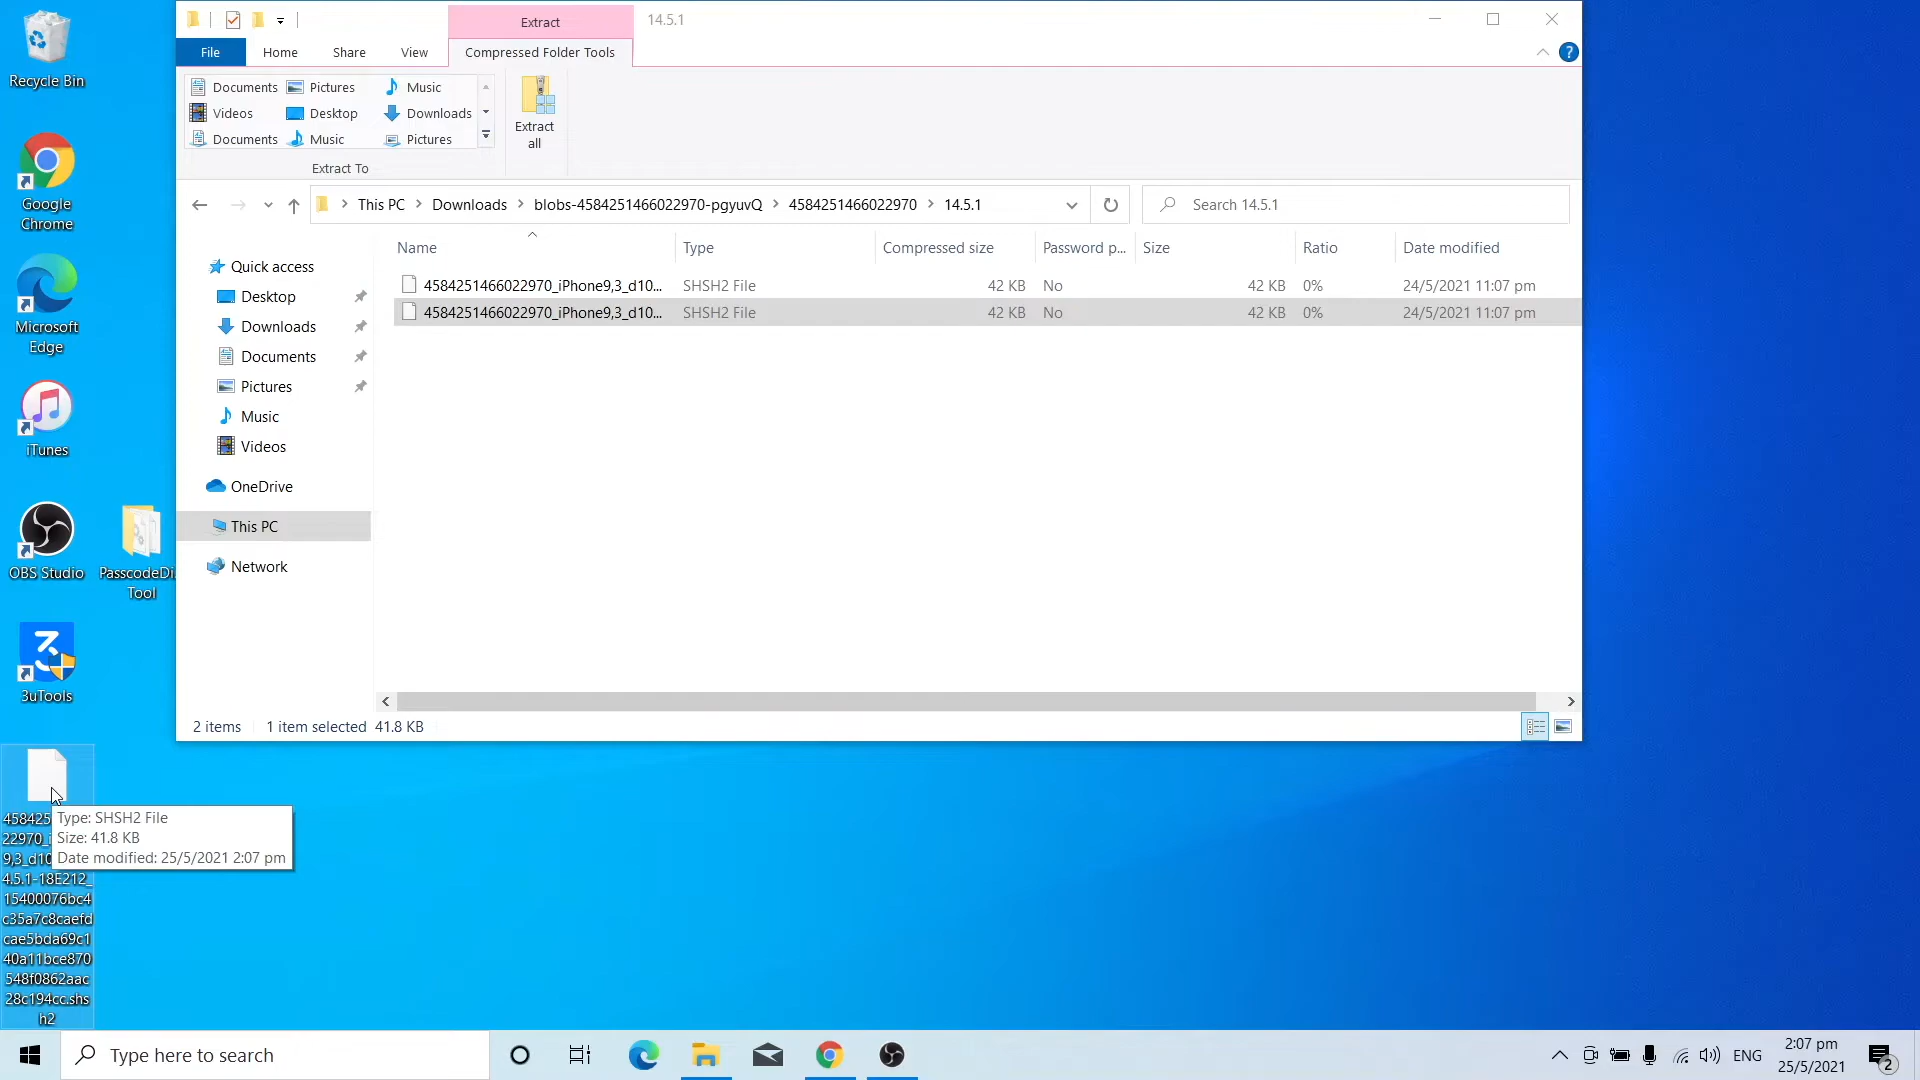 Recycle Bin
Google
Chrome
Microsoft
Edge
iTunes
OBS Studio
PasscodeDi
Tool
3uTools
Extract
14.5.1
File
Home
Share
View
Compressed Folder Tools
Documents
Pictures
Music
Videos
Desktop
Downloads
Documents
Music
Pictures
Extract To
Extract
all
This PC
Downloads
blobs-4584251466022970-pgyuvQ
4584251466022970
14.5.1
Search 14.5.1
Name
Type
Compressed size
Password p...
Size
Ratio
Date modified
4584251466022970_iPhone9,3_d10... SHSH2 File 42 KB No 42 KB 0% 24/5/2021 11:07 pm
4584251466022970_iPhone9,3_d10... SHSH2 File 42 KB No 42 KB 0% 24/5/2021 11:07 pm
Quick access
Desktop
Downloads
Documents
Pictures
Music
Videos
OneDrive
This PC
Network
2 items
1 item selected 41.8 KB
458425
22970_i
9,3_d10
4.5.1-18E212_
15400076bc4
c35a7c8caefd
cae5bda69c1
40a11bce870
548f0862aac
28c194cc.shs
h2
Type: SHSH2 File
Size: 41.8 KB
Date modified: 25/5/2021 2:07 pm
Type here to search
ENG
2:07 pm
25/5/2021
2